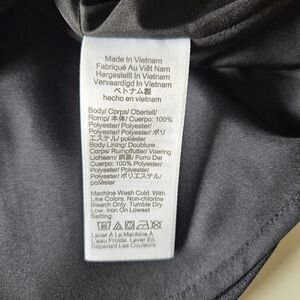 Made In Vietnam
Fabriqué Au Viêt Nam
Hergestellt In Vietnam
Vervaardigd In Vietnam
ベトナム製
hecho en vietnam
Body/ Corps/ Oberteil/
Romp/ 本体/ Cuerpo: 100%
Polyester/ Polyester/
Polyester/ Polyester/ ポリ
エステル/ poliéster
Body Lining/ Doublure
Corps/ Rumpffutter/ Voering
Lichaam/ 胴裏/ Forro Del
Cuerpo: 100% Polyester/
Polyester/ Polyester/
Polyester/ ポリエステル/
poliéster
Machine Wash Cold. With
Like Colors. Non-chlorine
Bleach Only. Tumble Dry
Low. Iron On Lowest
Setting.
Laver À La Machine À
L'eau Froide. Laver
Séparant Les Couleurs